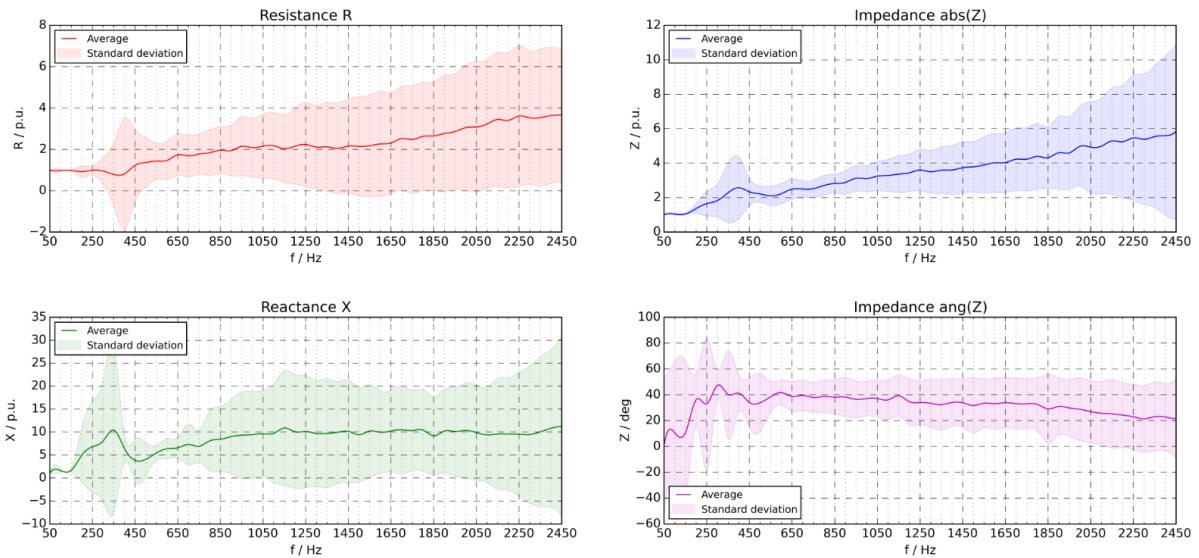 Resistance R
8
6
4
2
0
−2
R / p.u.
Average
Standard deviation
50 250 450 650 850 1050 1250 1450 1650 1850 2050 2250 2450
f / Hz
Impedance abs(Z)
12
10
8
6
4
2
0
Z / p.u.
Average
Standard deviation
50 250 450 650 850 1050 1250 1450 1650 1850 2050 2250 2450
f / Hz
Reactance X
35
30
25
20
15
10
5
0
−5
−10
X / p.u.
Average
Standard deviation
50 250 450 650 850 1050 1250 1450 1650 1850 2050 2250 2450
f / Hz
Impedance ang(Z)
100
80
60
40
20
0
−20
−40
−60
Z / deg
Average
Standard deviation
50 250 450 650 850 1050 1250 1450 1650 1850 2050 2250 2450
f / Hz